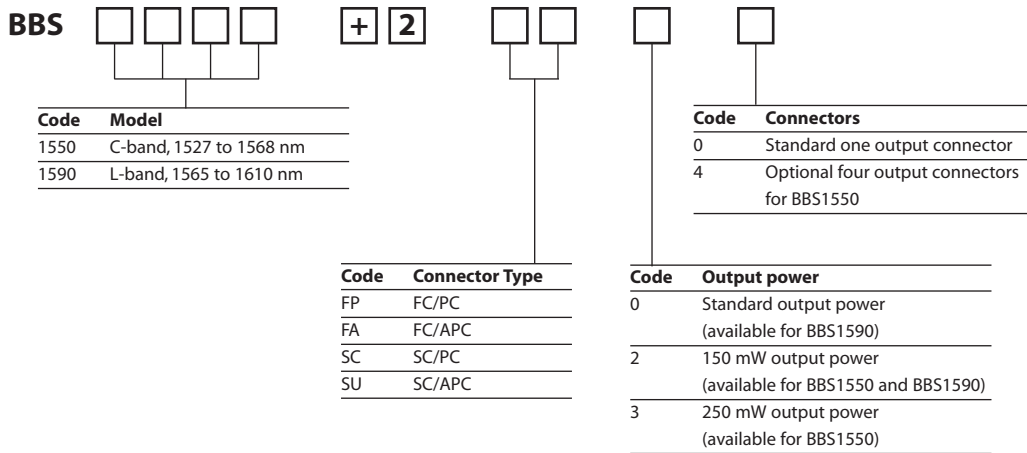 BBS + 2
Code Model
1550 C-band, 1527 to 1568 nm
1590 L-band, 1565 to 1610 nm
Code Connectors
0 Standard one output connector
4 Optional four output connectors
for BBS1550
Code Connector Type
FP FC/PC
FA FC/APC
SC SC/PC
SU SC/APC
Code Output power
0 Standard output power
(available for BBS1590)
2 150 mW output power
(available for BBS1550 and BBS1590)
3 250 mW output power
(available for BBS1550)